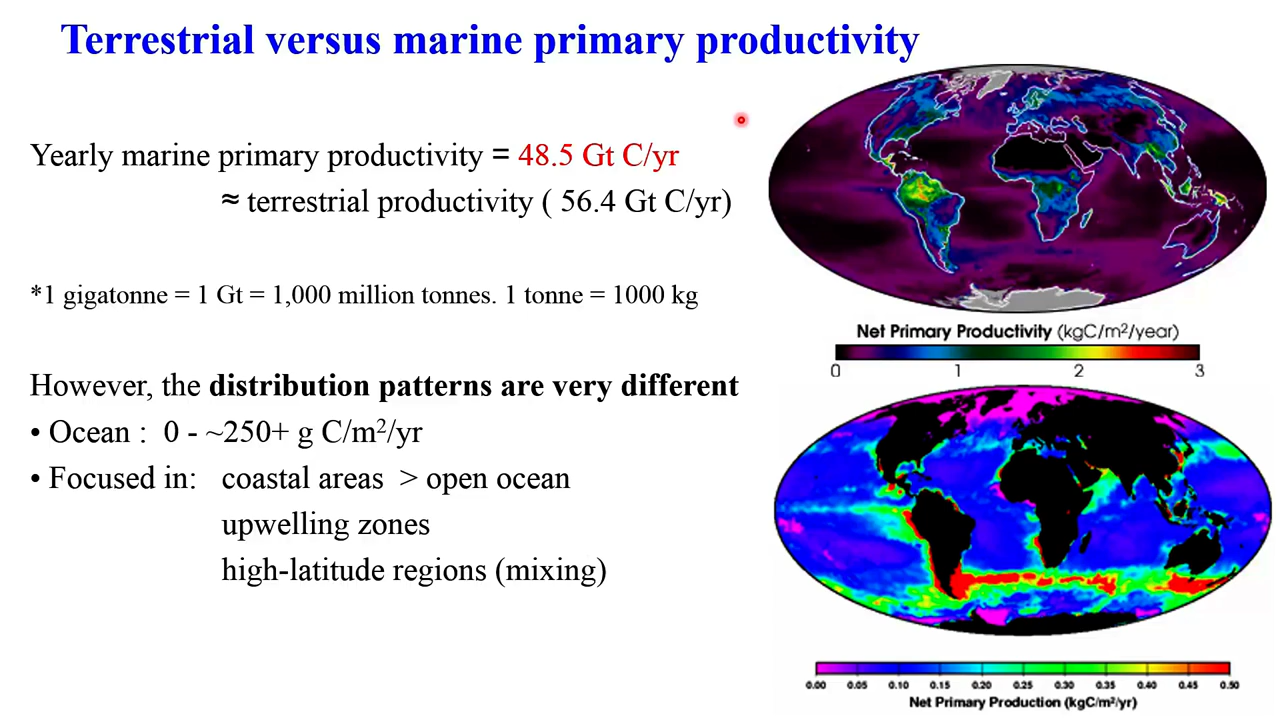 Terrestrial versus marine primary productivity
Yearly marine primary productivity = 48.5 Gt C/yr
≈ terrestrial productivity ( 56.4 Gt C/yr)
*1 gigatonne = 1 Gt = 1,000 million tonnes. 1 tonne = 1000 kg
However, the distribution patterns are very different
• Ocean : 0 - ~250+ g C/m²/yr
• Focused in: coastal areas > open ocean
upwelling zones
high-latitude regions (mixing)
Net Primary Productivity (kgC/m²/year)
0 1 2 3
0.00 0.05 0.10 0.15 0.20 0.25 0.30 0.35 0.40 0.45 0.50
Net Primary Production (kgC/m²/yr)